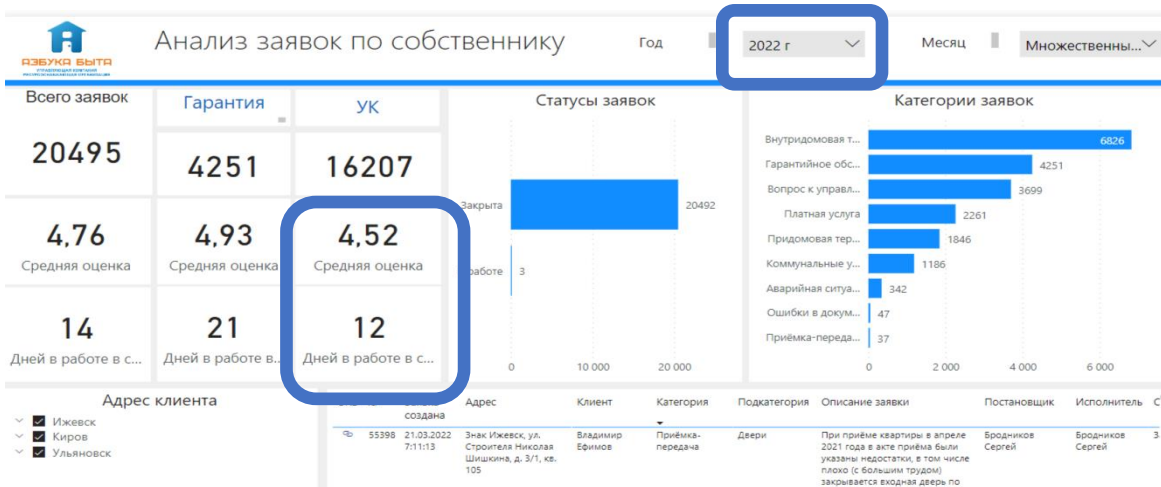 АЗБУКА БЫТА
Анализ заявок по собственнику
Год
2022 г
Месяц
Множественны...
Всего заявок
20495
4,76
Средняя оценка
14
Дней в работе в с...
Гарантия
4251
4,93
Средняя оценка
21
Дней в работе в...
УК
16207
4,52
Средняя оценка
12
Дней в работе в с...
Статусы заявок
Закрыта
20492
работе
3
0
10 000
20 000
Категории заявок
Внутридомовая т...
6826
Гарантийное обс...
4251
Вопрос к управл...
3699
Платная услуга
2261
Придомовая тер...
1846
Коммунальные у...
1186
Аварийная ситуа...
342
Ошибки в докум...
47
Приёмка-переда...
37
0
2 000
4 000
6 000
Адрес клиента
Ижевск
Киров
Ульяновск
создана
Адрес
Клиент
Категория
Подкатегория
Описание заявки
Постановщик
Исполнитель
С
55398
21.03.2022
7:11:13
Знак Ижевск, ул.
Строителя Николая
Шишкина, д. 3/1, кв.
105
Владимир
Ефимов
Приёмка-
передача
Двери
При приёме квартиры в апреле
2021 года в акте приёма были
указаны недостатки, в том числе
плохо (с большим трудом)
закрывается входная дверь по
Бродников
Сергей
Бродников
Сергей